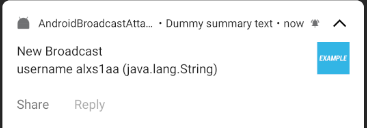 AndroidBroadcastAtta... • Dummy summary text • now
New Broadcast
username alxs1aa (java.lang.String)
EXAMPLE
Share Reply